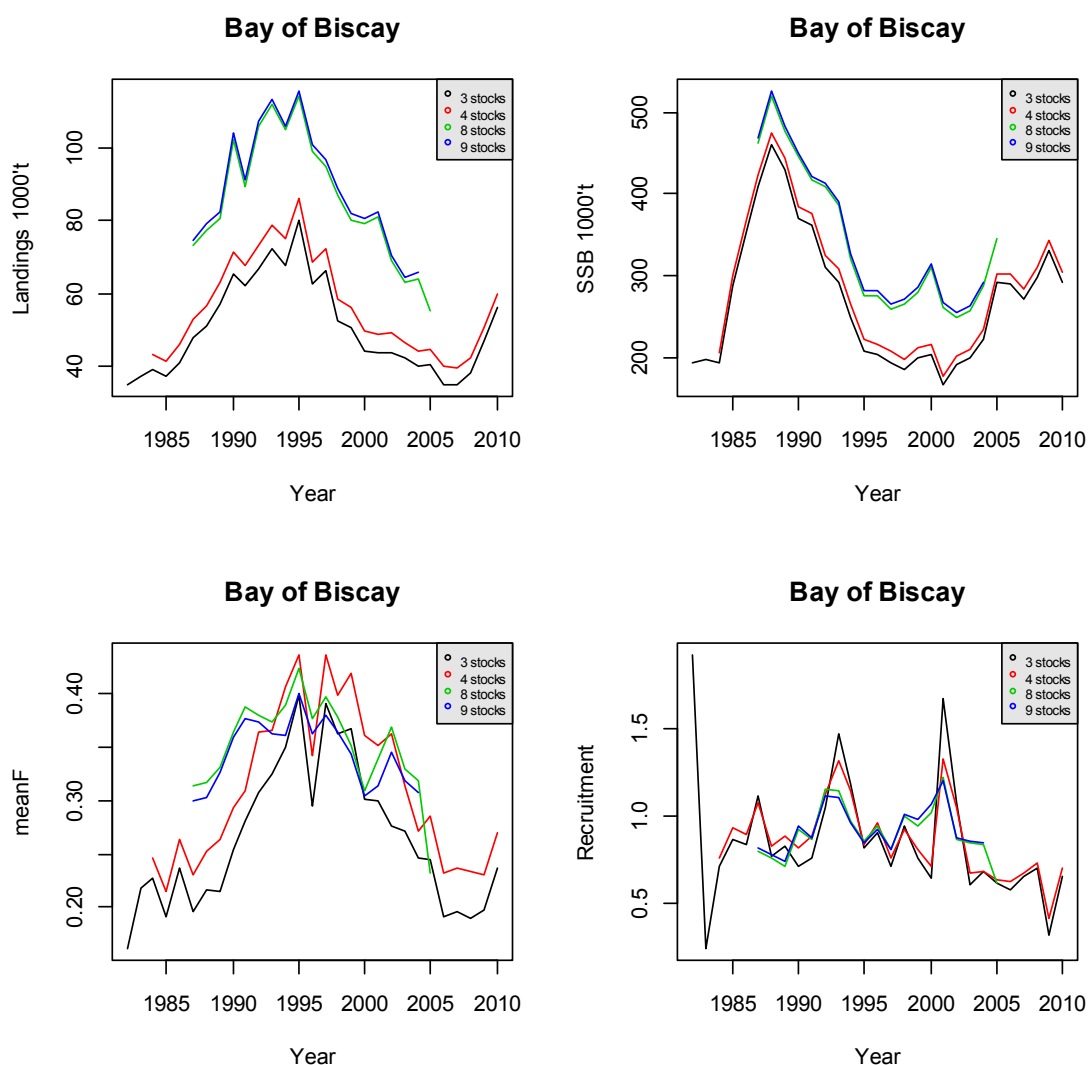 Bay of Biscay
Landings 1000't
100
80
60
40
3 stocks
4 stocks
8 stocks
9 stocks
1985 1990 1995 2000 2005 2010
Year
Bay of Biscay
SSB 1000't
500
400
300
200
3 stocks
4 stocks
8 stocks
9 stocks
1985 1990 1995 2000 2005 2010
Year
Bay of Biscay
meanF
0.40
0.30
0.20
3 stocks
4 stocks
8 stocks
9 stocks
1985 1990 1995 2000 2005 2010
Year
Bay of Biscay
Recruitment
1.5
1.0
0.5
3 stocks
4 stocks
8 stocks
9 stocks
1985 1990 1995 2000 2005 2010
Year